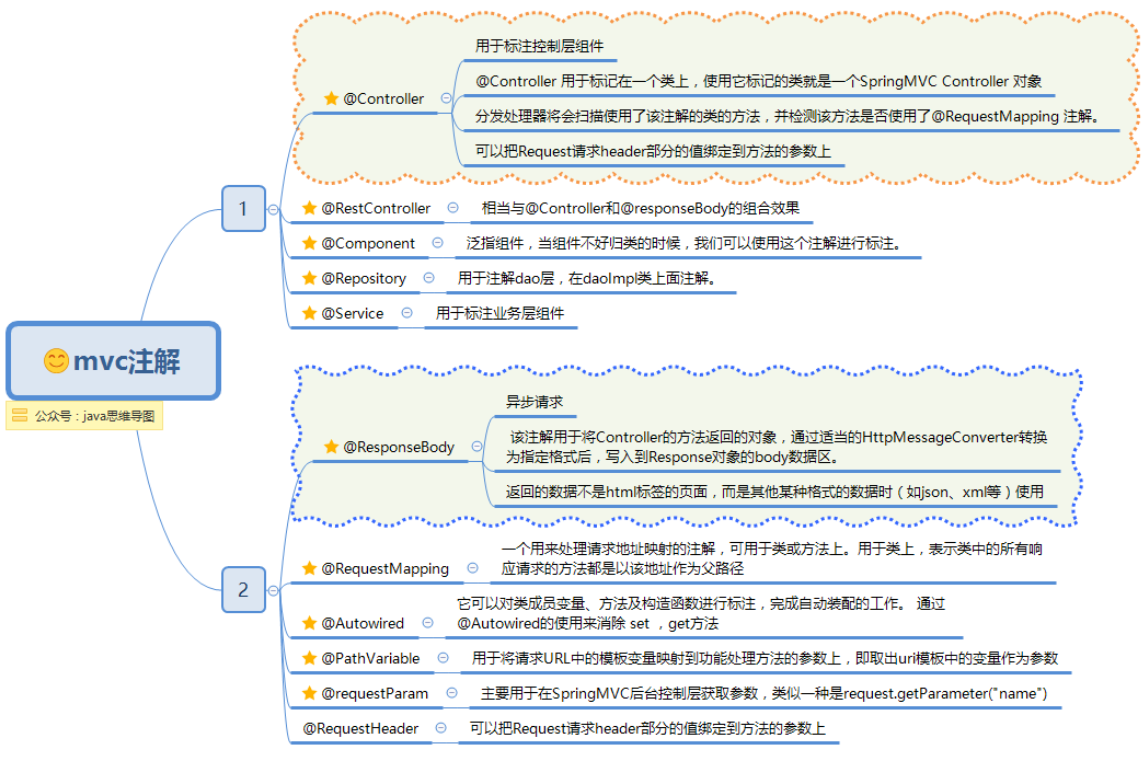 mvc注解
公众号：java思维导图
1
@Controller
用于标注控制层组件
@Controller 用于标记在一个类上，使用它标记的类就是一个SpringMVC Controller 对象
分发处理器将会扫描使用了该注解的类的方法，并检测该方法是否使用了@RequestMapping 注解。
可以把Request请求header部分的值绑定到方法的参数上
@RestController
相当与@Controller和@responseBody的组合效果
@Component
泛指组件，当组件不好归类的时候，我们可以使用这个注解进行标注。
@Repository
用于注解dao层，在daoImpl类上面注解。
@Service
用于标注业务层组件
2
@ResponseBody
异步请求
该注解用于将Controller的方法返回的对象，通过适当的HttpMessageConverter转换
为指定格式后，写入到Response对象的body数据区。
返回的数据不是html标签的页面，而是其他某种格式的数据时（如json、xml等）使用
@RequestMapping
一个用来处理请求地址映射的注解，可用于类或方法上。用于类上，表示类中的所有响
应请求的方法都是以该地址作为父路径
@Autowired
它可以对类成员变量、方法及构造函数进行标注，完成自动装配的工作。 通过
@Autowired的使用来消除 set ，get方法
@PathVariable
用于将请求URL中的模板变量映射到功能处理方法的参数上，即取出uri模板中的变量作为参数
@requestParam
主要用于在SpringMVC后台控制层获取参数，类似一种是request.getParameter("name")
@RequestHeader
可以把Request请求header部分的值绑定到方法的参数上